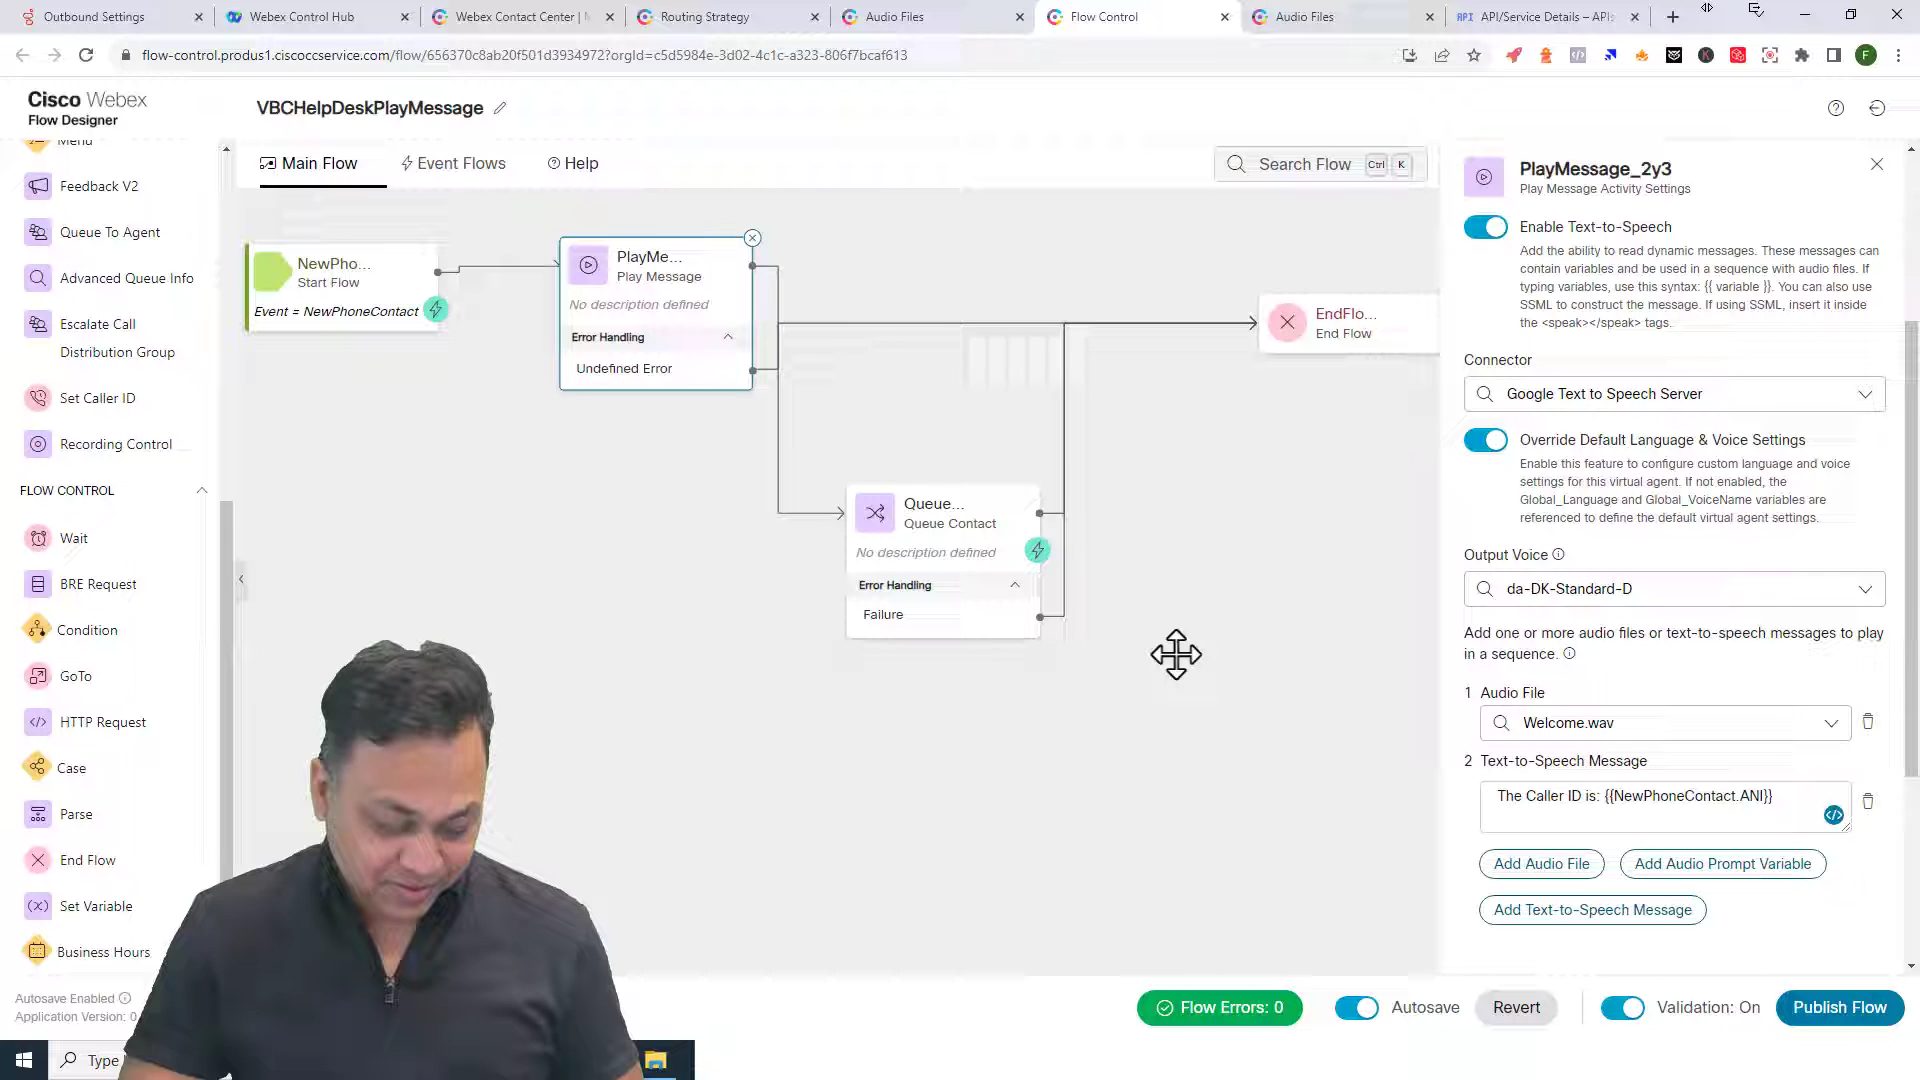 Outbound Settings
Webex Control Hub
Webex Contact Center |
Routing Strategy
Audio Files
Flow Control
Audio Files
API/Service Details – APIs
flow-control.produs1.ciscoccservice.com/flow/656370c8ab20f501d3934972?orgId=c5d5984e-3d02-4c1c-a323-806f7bcaf613
F
Cisco Webex
Flow Designer
VBCHelpDeskPlayMessage
Menu
Feedback V2
Queue To Agent
Advanced Queue Info
Escalate Call
Distribution Group
Set Caller ID
Recording Control
FLOW CONTROL
Wait
BRE Request
Condition
GoTo
HTTP Request
Case
Parse
End Flow
Set Variable
Business Hours
Autosave Enabled
Application Version: 0
Main Flow
Event Flows
Help
Search Flow Ctrl K
NewPho...
Start Flow
Event = NewPhoneContact
PlayMe...
Play Message
No description defined
Error Handling
Undefined Error
Queue...
Queue Contact
No description defined
Error Handling
Failure
EndFlo...
End Flow
PlayMessage_2y3
Play Message Activity Settings
Enable Text-to-Speech
Add the ability to read dynamic messages. These messages can
contain variables and be used in a sequence with audio files. If
typing variables, use this syntax: {{ variable }}. You can also use
SSML to construct the message. If using SSML, insert it inside
the <speak></speak> tags.
Connector
Google Text to Speech Server
Override Default Language & Voice Settings
Enable this feature to configure custom language and voice
settings for this virtual agent. If not enabled, the
Global_Language and Global_VoiceName variables are
referenced to define the default virtual agent settings.
Output Voice
da-DK-Standard-D
Add one or more audio files or text-to-speech messages to play
in a sequence.
1 Audio File
Welcome.wav
2 Text-to-Speech Message
The Caller ID is: {{NewPhoneContact.ANI}}
Add Audio File
Add Audio Prompt Variable
Add Text-to-Speech Message
Flow Errors: 0
Autosave
Revert
Validation: On
Publish Flow
Type